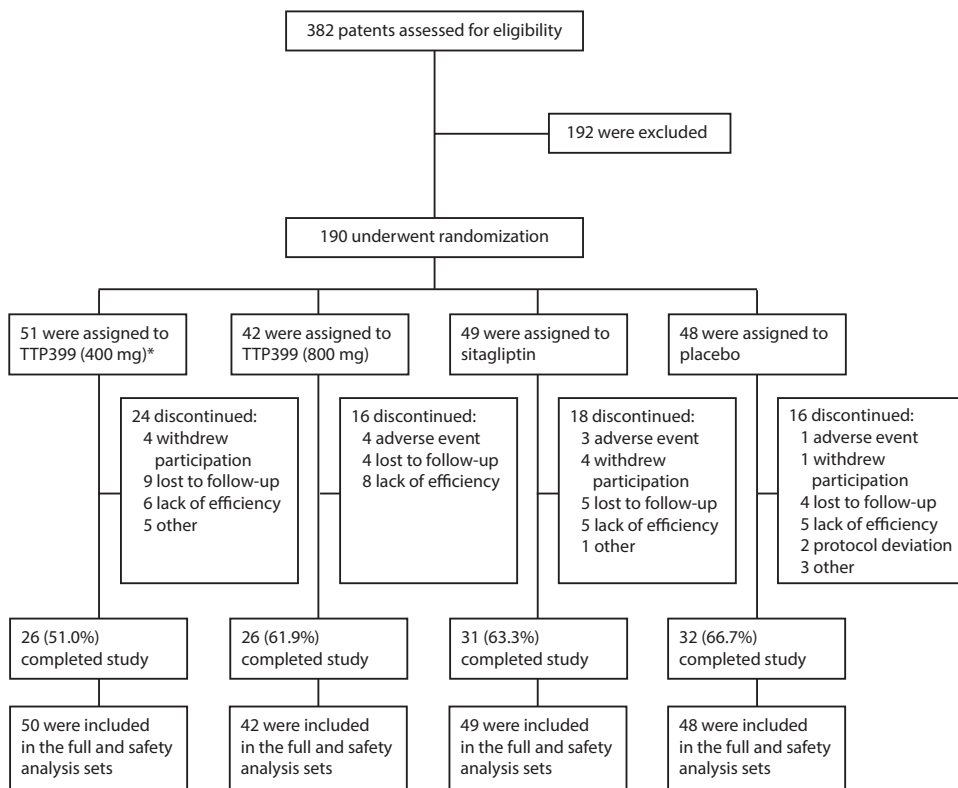 382 patents assessed for eligibility
192 were excluded
190 underwent randomization
51 were assigned to
TTP399 (400 mg)*
42 were assigned to
TTP399 (800 mg)
49 were assigned to
sitagliptin
48 were assigned to
placebo
24 discontinued:
4 withdrew
participation
9 lost to follow-up
6 lack of efficiency
5 other
16 discontinued:
4 adverse event
4 lost to follow-up
8 lack of efficiency
18 discontinued:
3 adverse event
4 withdrew
participation
5 lost to follow-up
5 lack of efficiency
1 other
16 discontinued:
1 adverse event
1 withdrew
participation
4 lost to follow-up
5 lack of efficiency
2 protocol deviation
3 other
26 (51.0%)
completed study
26 (61.9%)
completed study
31 (63.3%)
completed study
32 (66.7%)
completed study
50 were included
in the full and safety
analysis sets
42 were included
in the full and safety
analysis sets
49 were included
in the full and safety
analysis sets
48 were included
in the full and safety
analysis sets